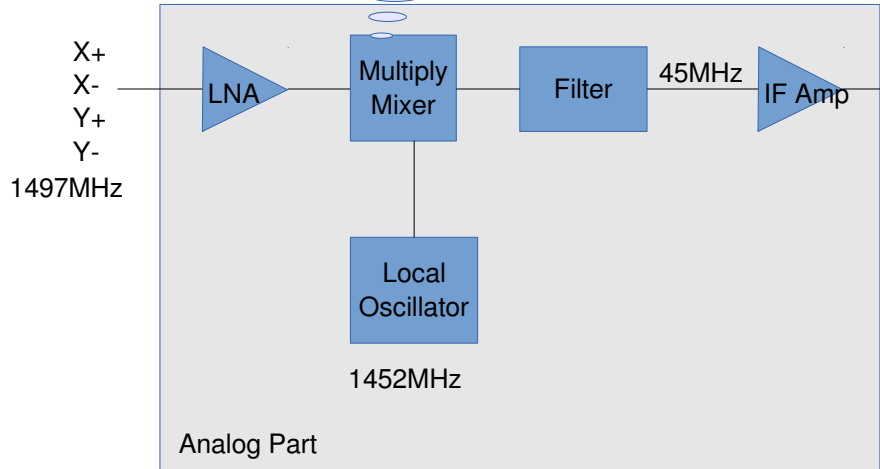 X+
X-
Y+
Y-
1497MHz
LNA
Multiply
Mixer
Filter
45MHz
IF Amp
Local
Oscillator
1452MHz
Analog Part